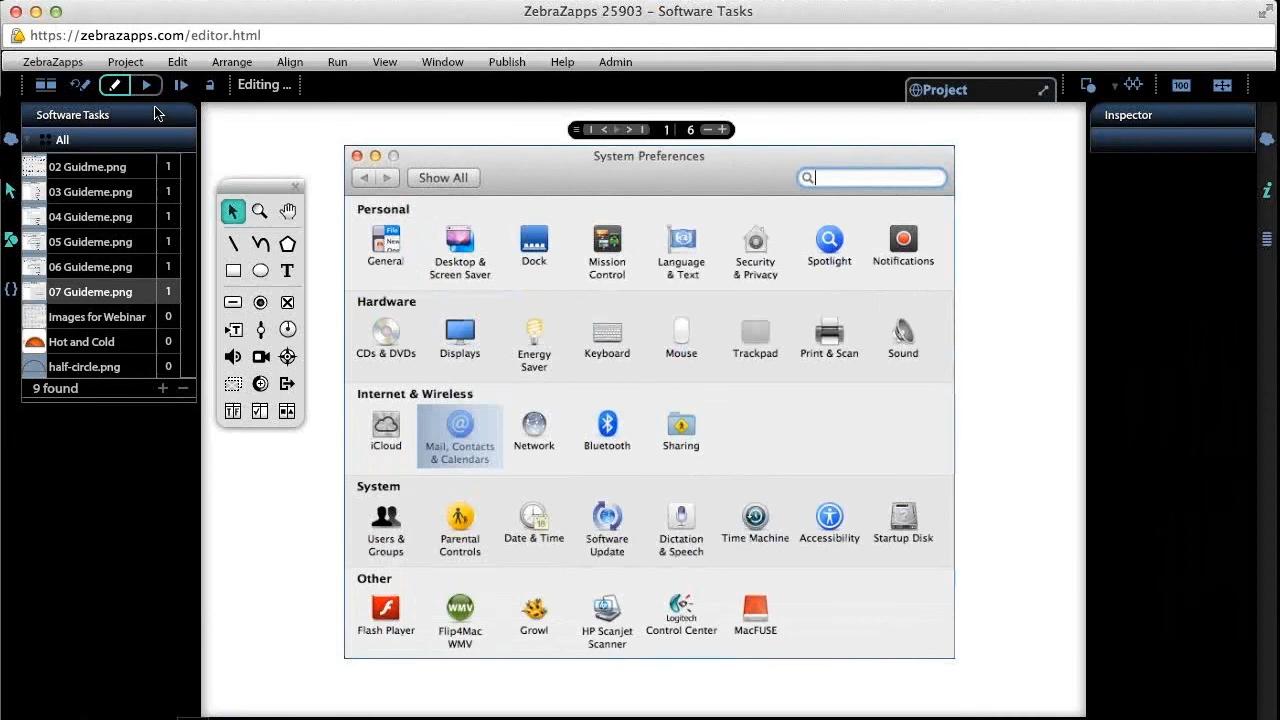 ZebraZapps 25903 – Software Tasks
https://zebrazapps.com/editor.html
ZebraZapps Project Edit Arrange Align Run View Window Publish Help Admin
Editing ...
Project
100
Software Tasks
Inspector
All
1 6
02 Guidme.png 1
03 Guideme.png 1
04 Guideme.png 1
05 Guideme.png 1
06 Guideme.png 1
07 Guideme.png 1
Images for Webinar 0
Hot and Cold 0
half-circle.png 0
9 found
System Preferences
Show All
Personal
General
Desktop &
Screen Saver
Dock
Mission
Control
Language
& Text
Security
& Privacy
Spotlight
Notifications
Hardware
CDs & DVDs
Displays
Energy
Saver
Keyboard
Mouse
Trackpad
Print & Scan
Sound
Internet & Wireless
iCloud
Mail, Contacts
& Calendars
Network
Bluetooth
Sharing
System
Users &
Groups
Parental
Controls
Date & Time
Software
Update
Dictation
& Speech
Time Machine
Accessibility
Startup Disk
Other
Flash Player
WMV
Flip4Mac
WMV
Growl
HP Scanjet
Scanner
Logitech
Control Center
MacFUSE